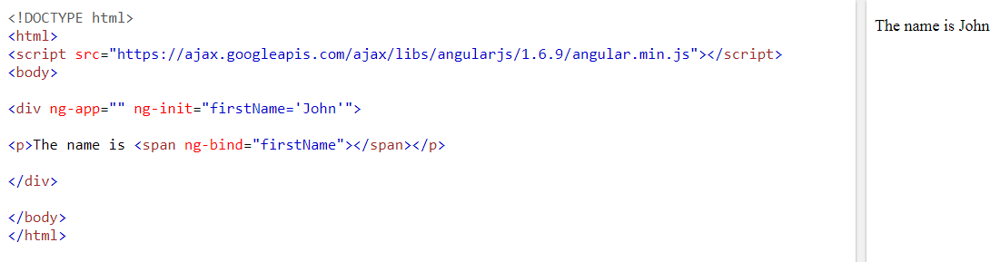 <!DOCTYPE html>
<html>
<script src="https://ajax.googleapis.com/ajax/libs/angularjs/1.6.9/angular.min.js"></script>
<body>
<div ng-app="" ng-init="firstName='John'">
<p>The name is <span ng-bind="firstName"></span></p>
</div>
</body>
</html>
The name is John